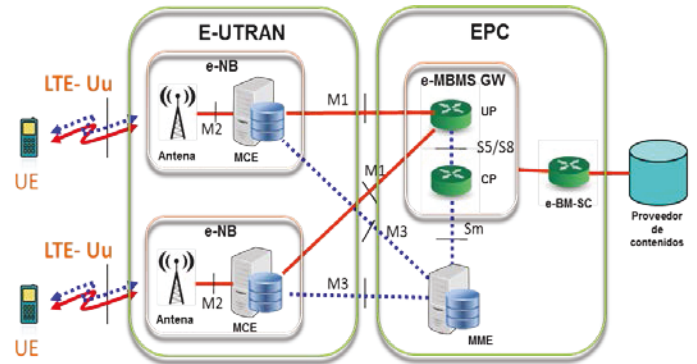 E-UTRAN
EPC
e-NB
e-MBMS GW
LTE- Uu
M1
UP
M2
Antena
MCE
S5/S8
UE
M1
CP
e-BM-SC
Proveedor
de
contenidos
e-NB
M3
Sm
LTE- Uu
M2
M3
Antena
MCE
MME
UE